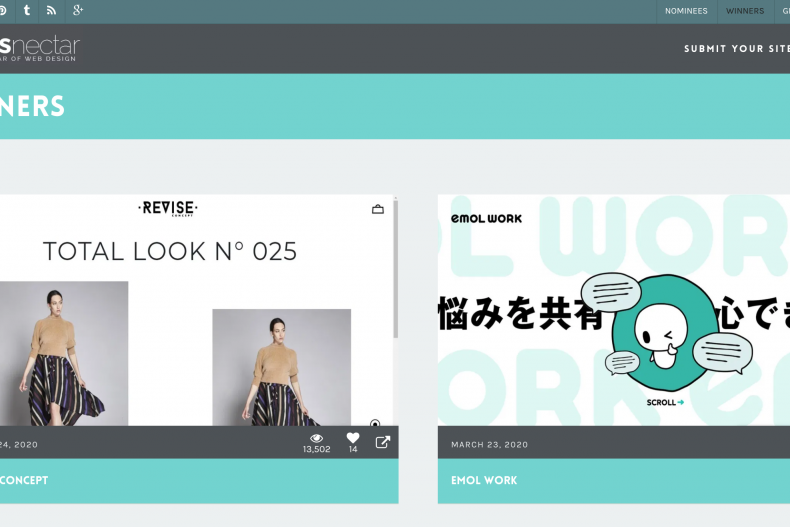 NOMINEES WINNERS
Snectar
OF WEB DESIGN
SUBMIT YOUR SITE
NERS
·REVISE·
CONCEPT
TOTAL LOOK Nº 025
24, 2020
13,502 14
CONCEPT
emol work
悩みを共有 心でき
SCROLL➔
MARCH 23, 2020
EMOL WORK